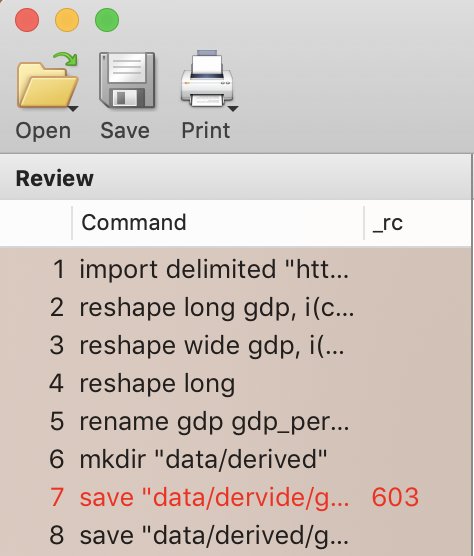 Open Save Print
Review
Command _rc
1 import delimited "htt...
2 reshape long gdp, i(c...
3 reshape wide gdp, i(...
4 reshape long
5 rename gdp gdp_per...
6 mkdir "data/derived"
7 save "data/dervide/g... 603
8 save "data/derived/g...